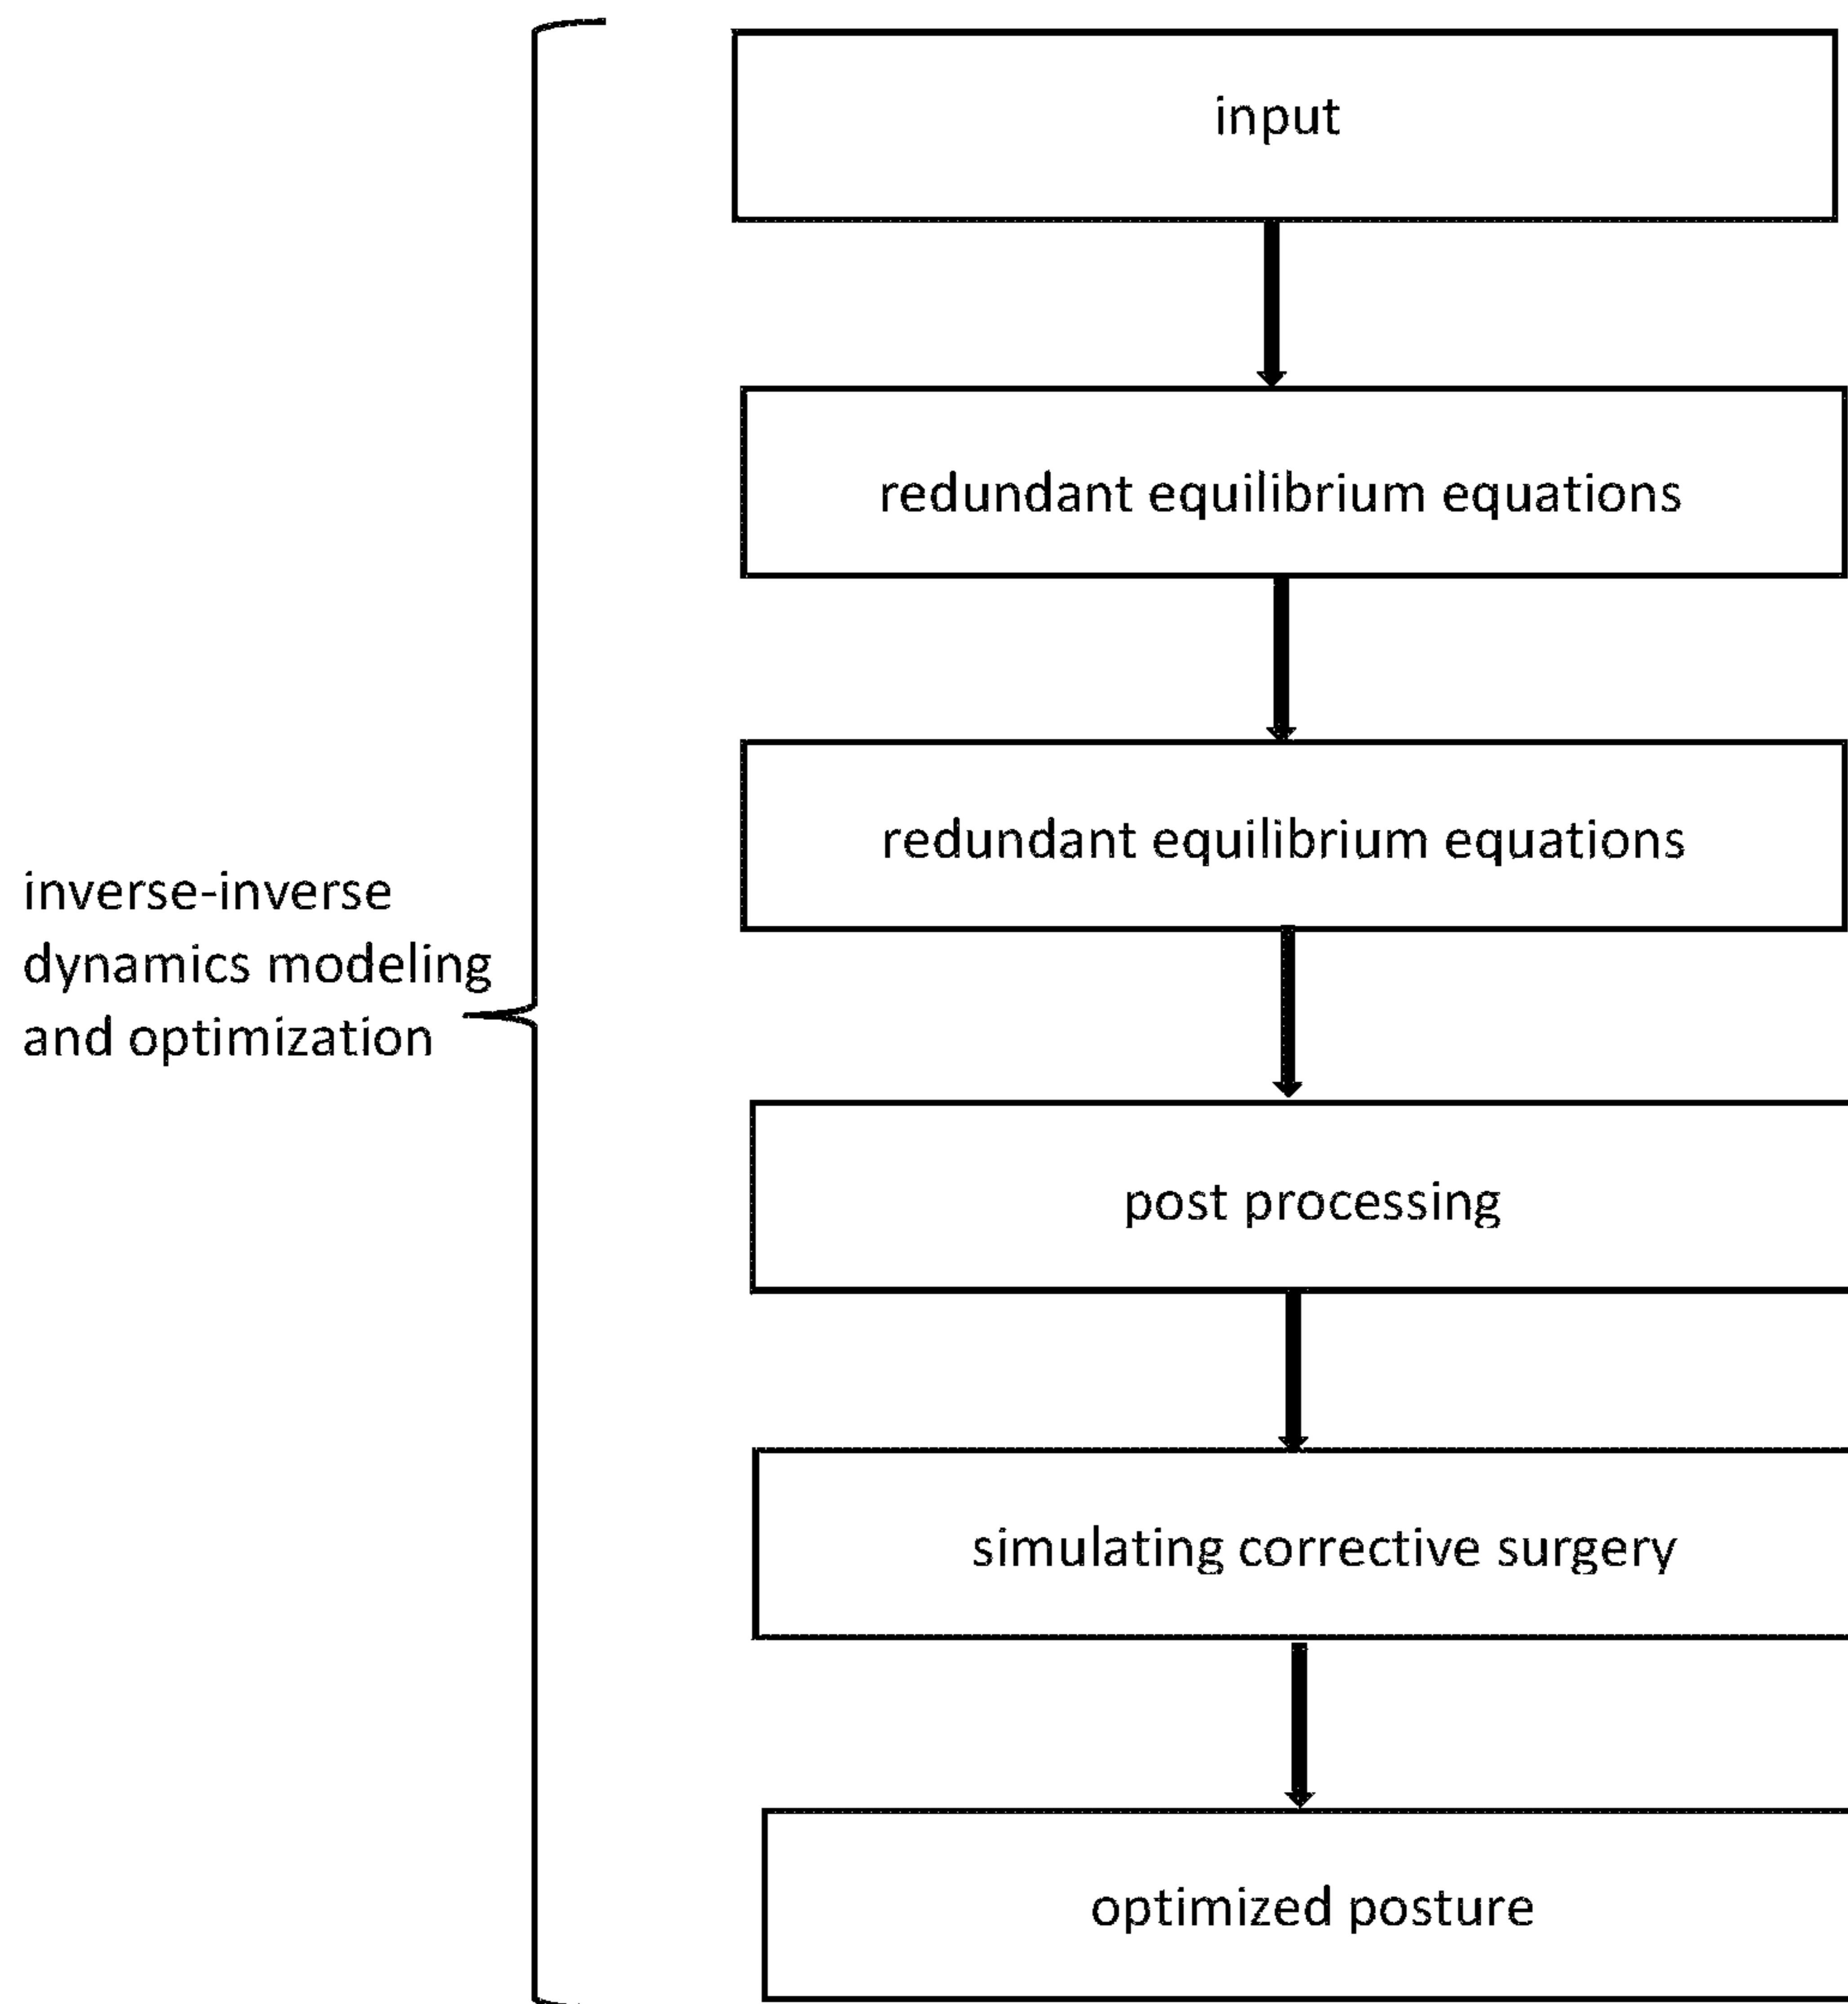 input
redundant equilibrium equations
redundant equilibrium equations
inverse-inverse
dynamics modeling
and optimization
post processing
simulating corrective surgery
optimized posture